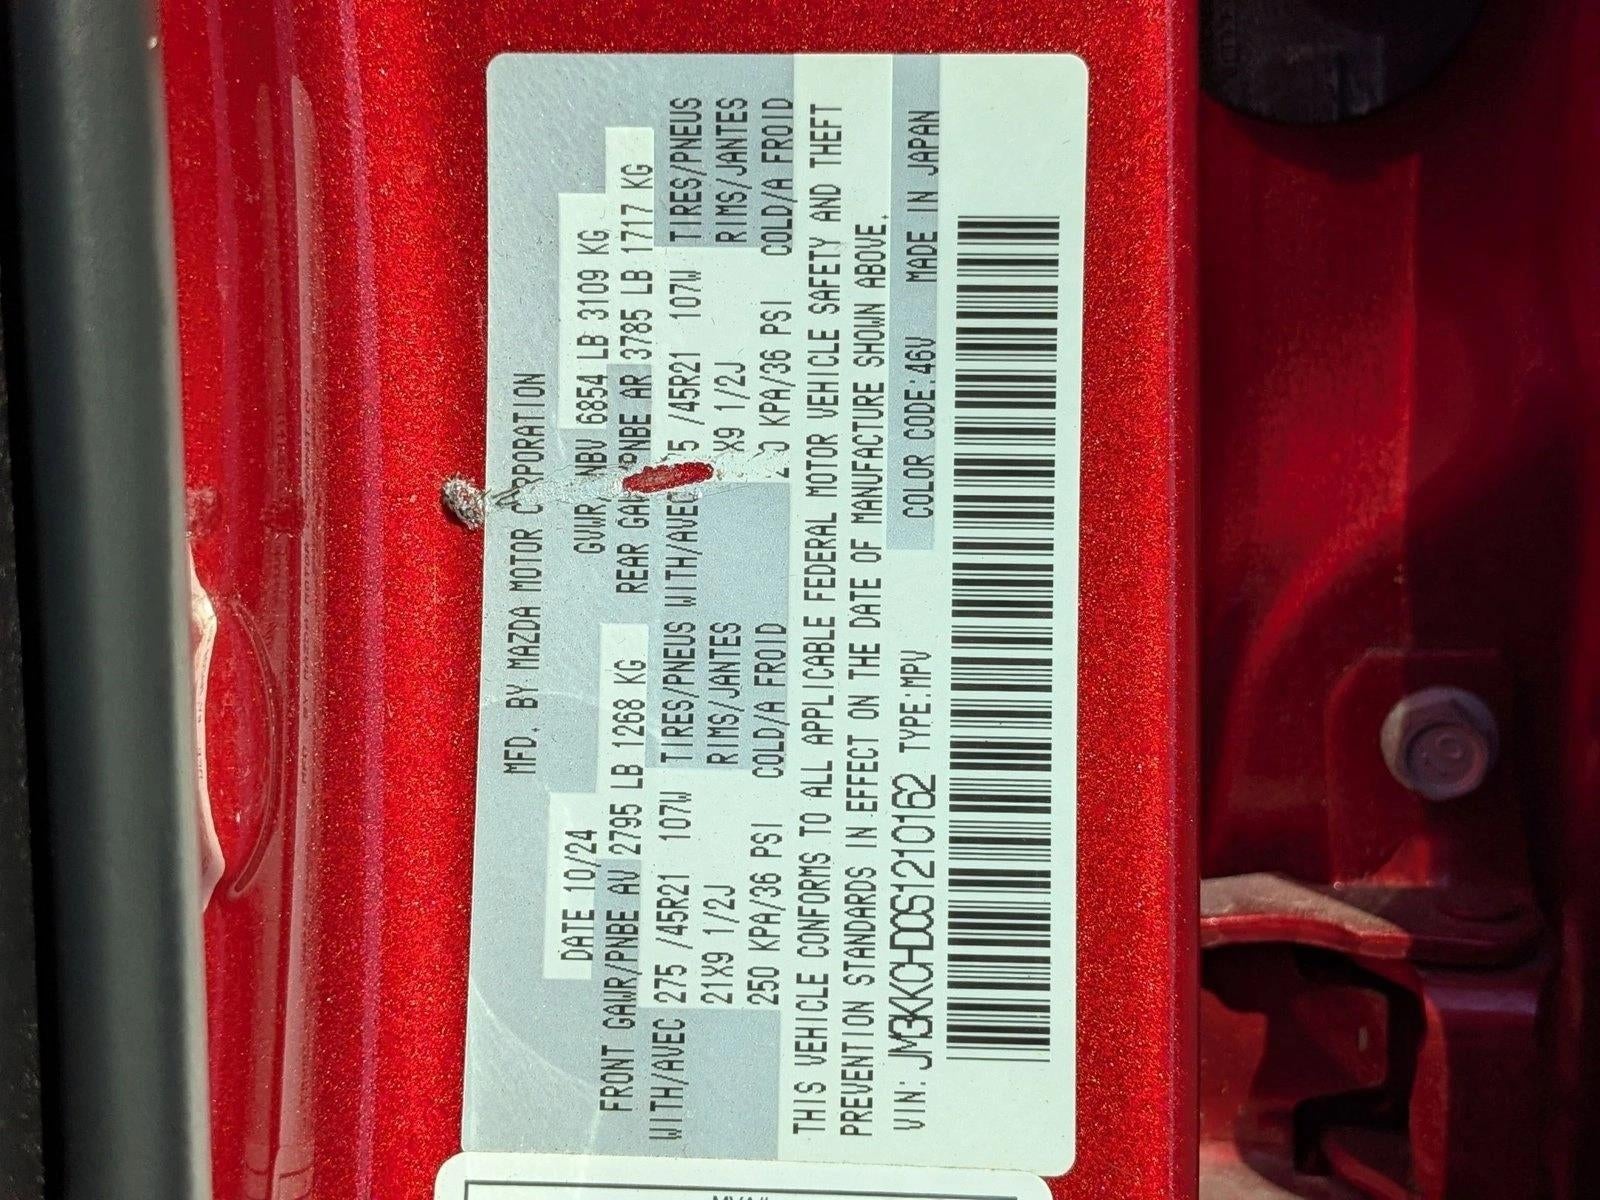 MFD. BY MAZDA MOTOR CORPORATION
DATE 10/24 GVWR/PNBV 6854 LB 3109 KG
FRONT GAWR/PNBE AV 2795 LB 1268 KG REAR GAWR/PNBE AR 3785 LB 1717 KG
WITH/AVEC 275 /45R21 107W TIRES/PNEUS WITH/AVEC /45R21 107W TIRES/PNEUS
21X9 1/2J RIMS/JANTES 1/2J RIMS/JANTES
250 KPA/36 PSI COLD/A FROID KPA/36 PSI COLD/A FROID
THIS VEHICLE CONFORMS TO ALL APPLICABLE FEDERAL MOTOR VEHICLE SAFETY AND THEFT
PREVENTION STANDARDS IN EFFECT ON THE DATE OF MANUFACTURE SHOWN ABOVE.
VIN: JM3KKCHD0S1210162 TYPE:MPV COLOR CODE:46V MADE IN JAPAN